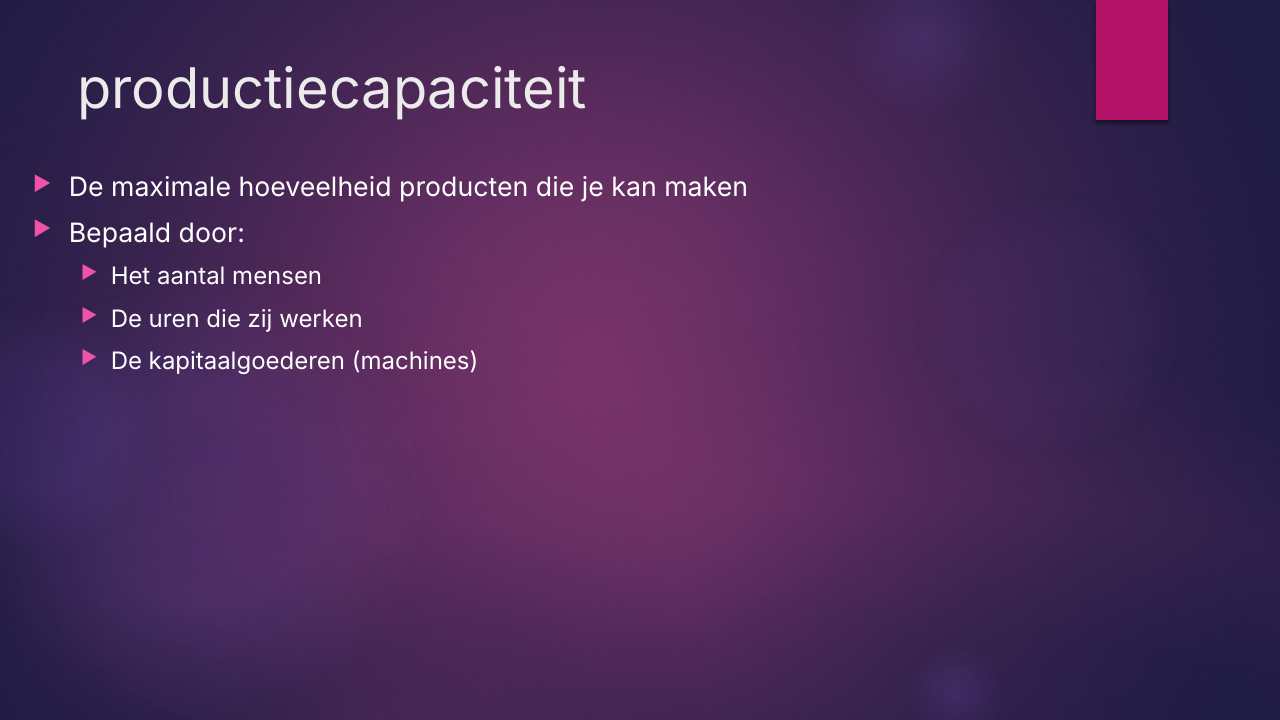 productiecapaciteit
De maximale hoeveelheid producten die je kan maken
Bepaald door:
Het aantal mensen
De uren die zij werken
De kapitaalgoederen (machines)